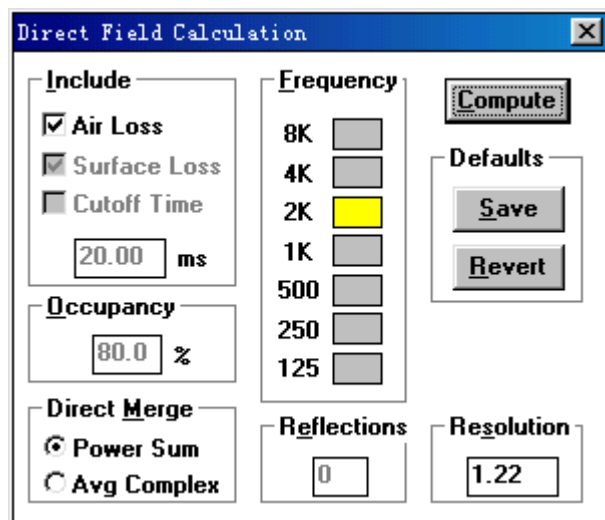 Direct Field Calculation
Include
Air Loss
Surface Loss
Cutoff Time
20.00 ms
Occupancy
80.0 %
Direct Merge
Power Sum
Avg Complex
Frequency
8K
4K
2K
1K
500
250
125
Reflections
0
Compute
Defaults
Save
Revert
Resolution
1.22